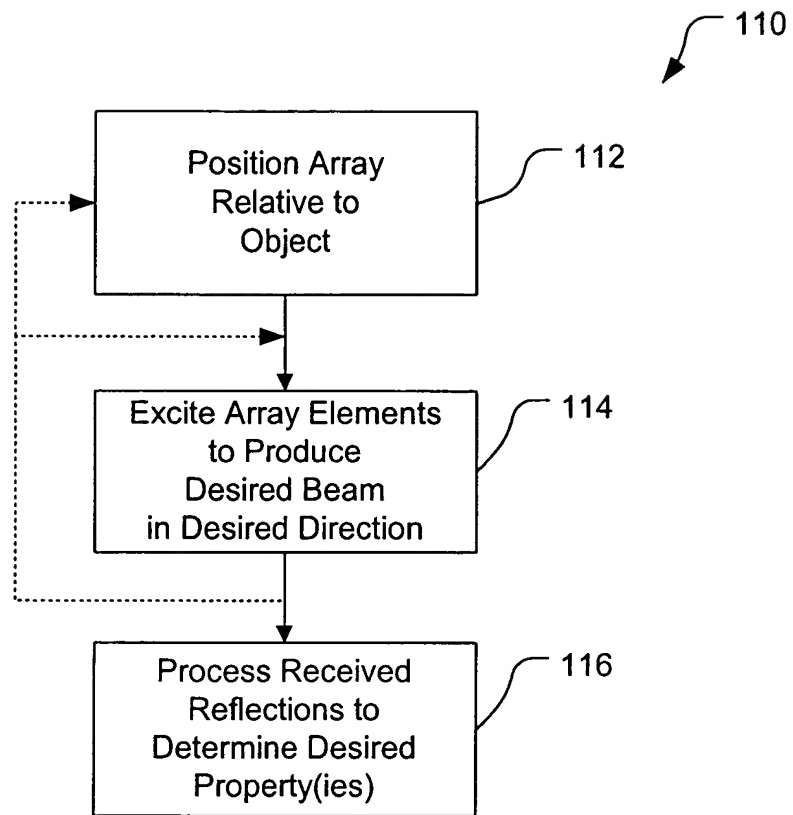 110
Position Array
Relative to
Object
112
Excite Array Elements
to Produce
Desired Beam
in Desired Direction
114
Process Received
Reflections to
Determine Desired
Property(ies)
116